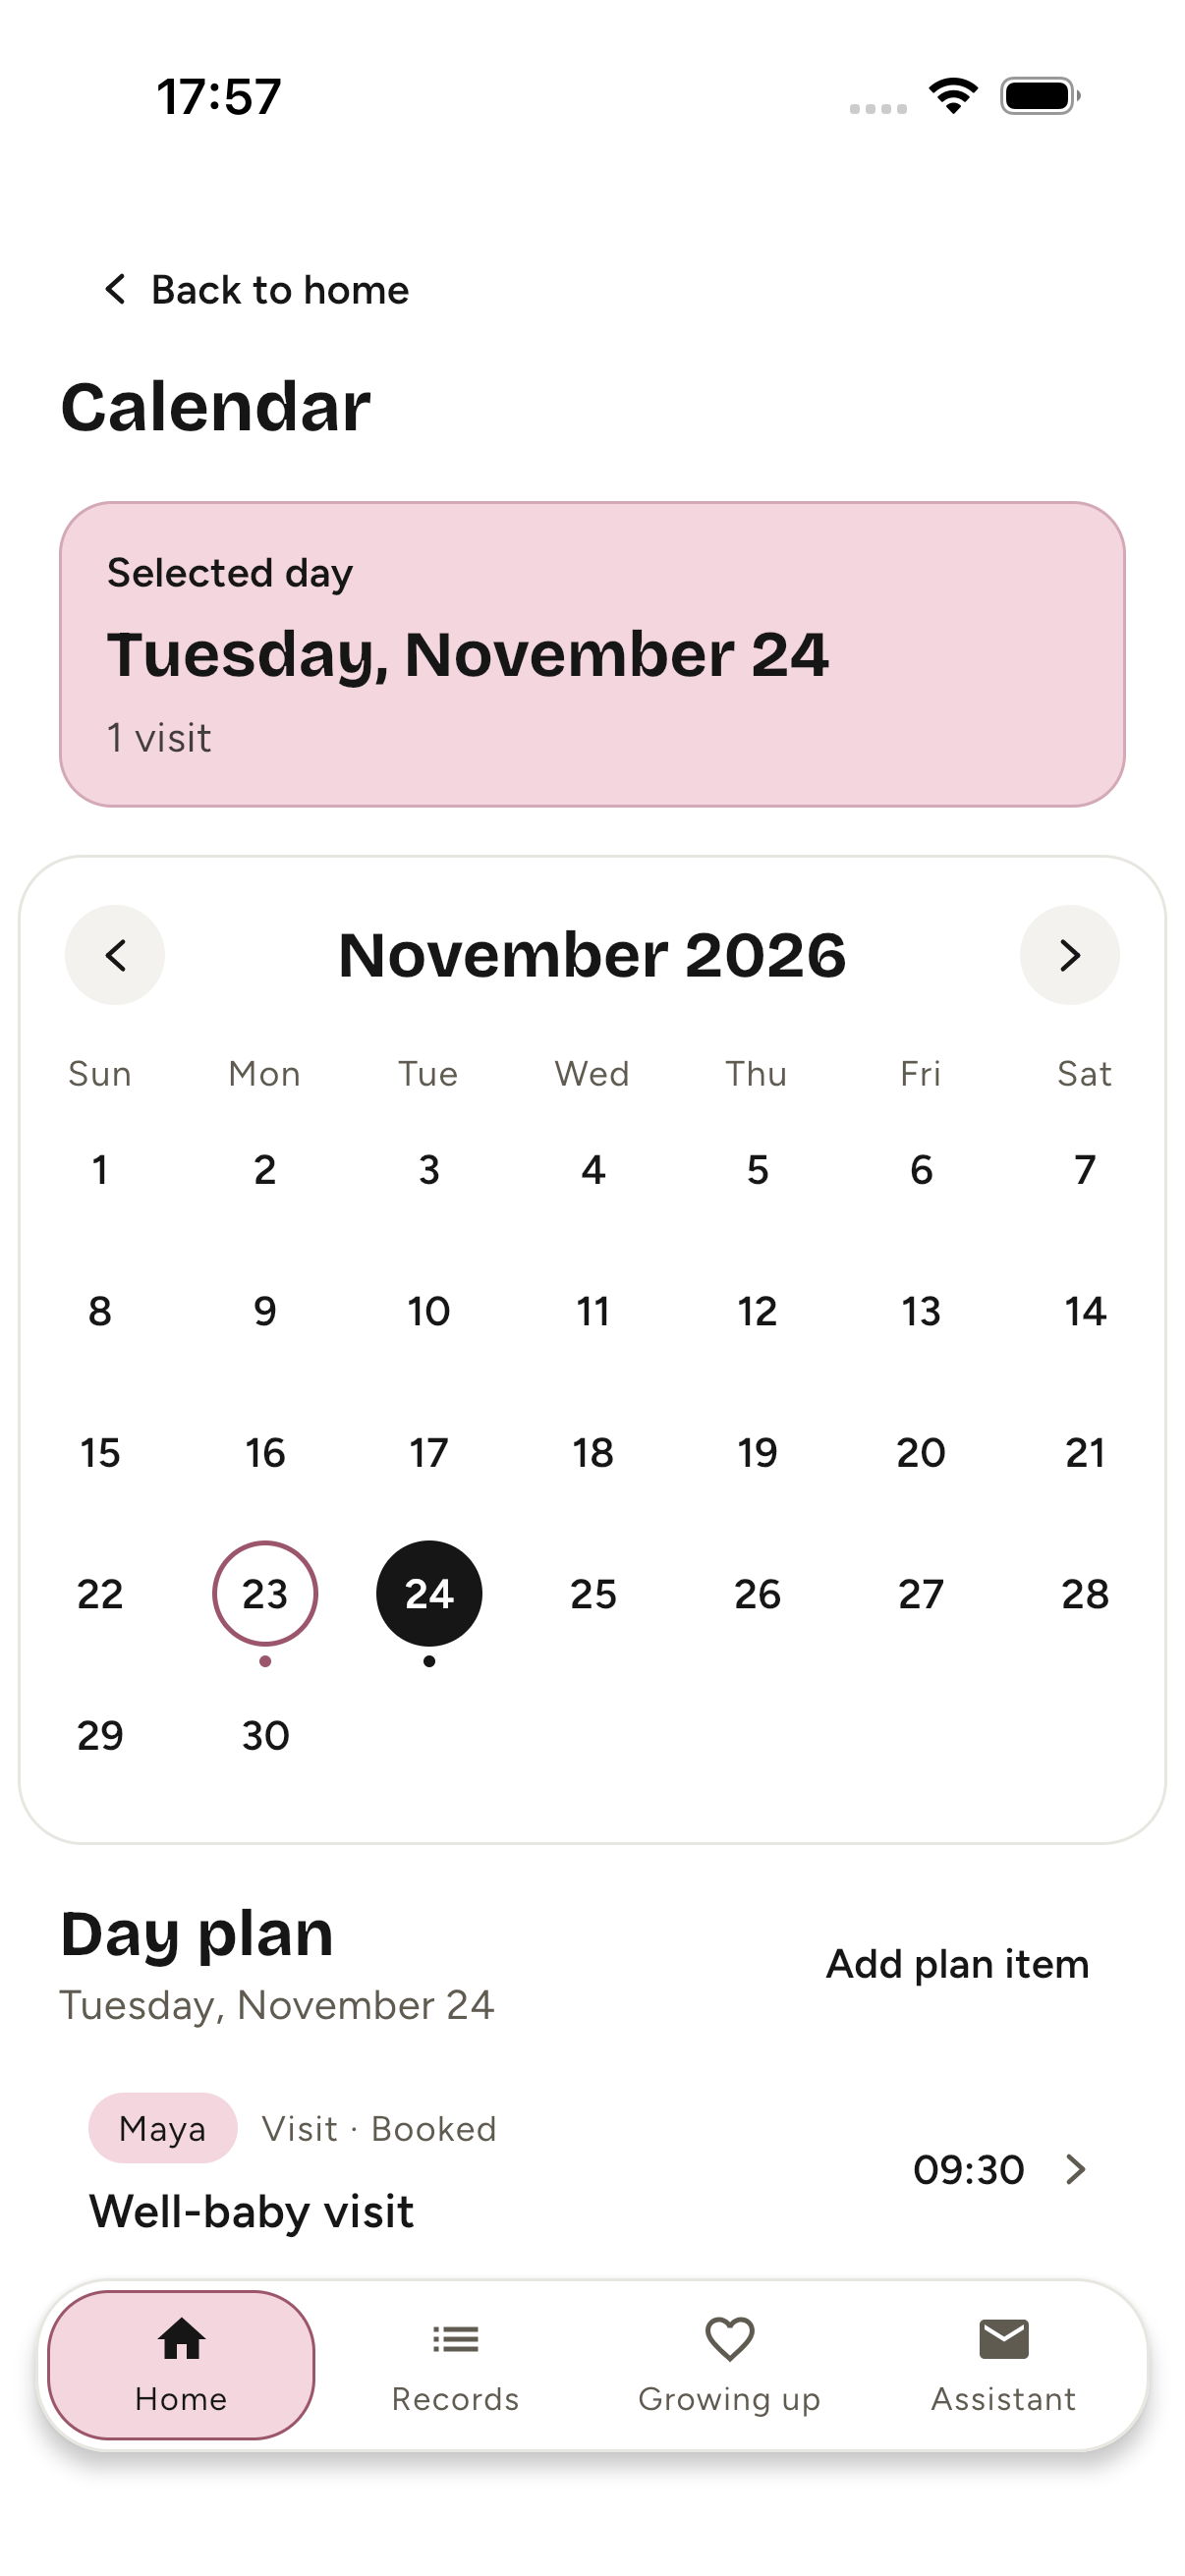 17:57
Back to home
Calendar
Selected day
Tuesday, November 24
1 visit
November 2026
Sun Mon Tue Wed Thu Fri Sat
1 2 3 4 5 6 7
8 9 10 11 12 13 14
15 16 17 18 19 20 21
22 23 24 25 26 27 28
29 30
Day plan
Add plan item
Tuesday, November 24
Maya Visit · Booked
09:30
Well-baby visit
Home Records Growing up Assistant